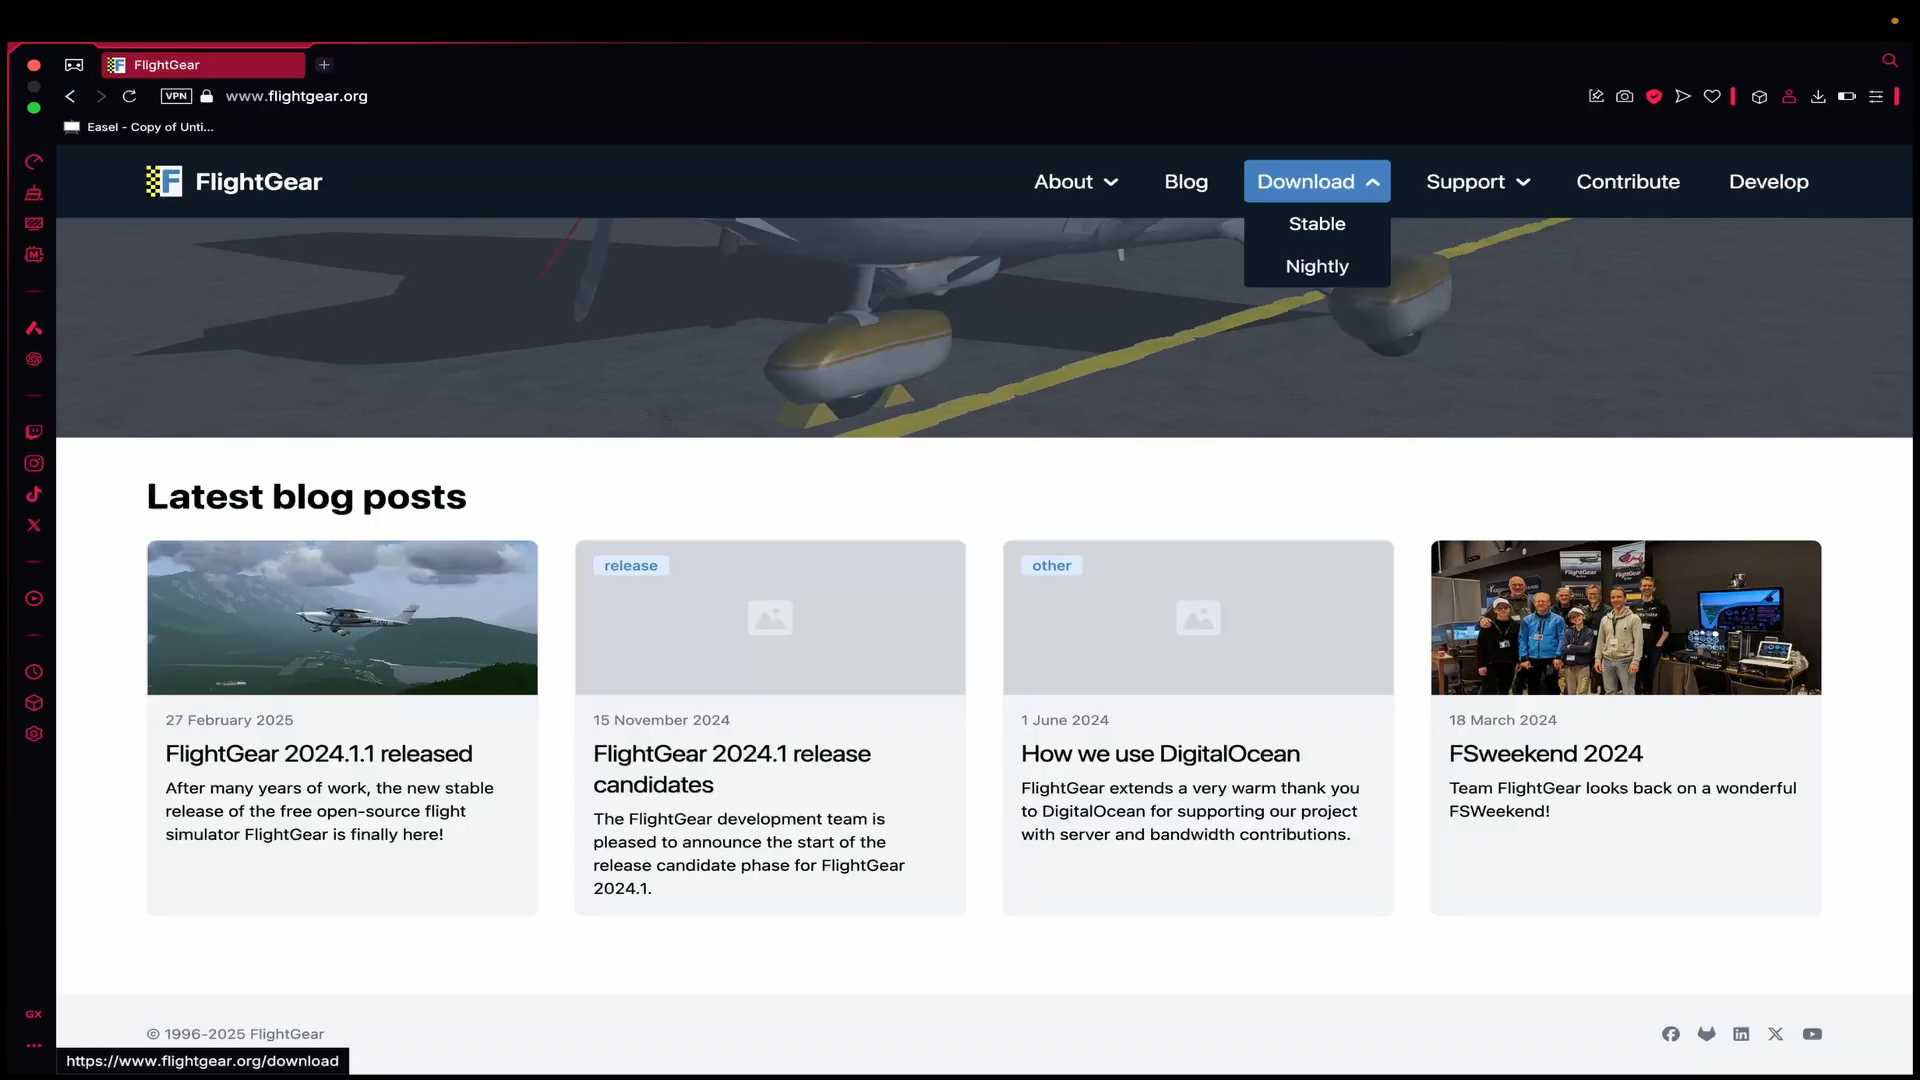 FlightGear
VPN
www.flightgear.org
Easel - Copy of Unti...
FlightGear
About
Blog
Download
Support
Contribute
Develop
Stable
Nightly
Latest blog posts
27 February 2025
FlightGear 2024.1.1 released
After many years of work, the new stable
release of the free open-source flight
simulator FlightGear is finally here!
release
15 November 2024
FlightGear 2024.1 release
candidates
The FlightGear development team is
pleased to announce the start of the
release candidate phase for FlightGear
2024.1.
other
1 June 2024
How we use DigitalOcean
FlightGear extends a very warm thank you
to DigitalOcean for supporting our project
with server and bandwidth contributions.
18 March 2024
FSweekend 2024
Team FlightGear looks back on a wonderful
FSWeekend!
GX
© 1996-2025 FlightGear
https://www.flightgear.org/download